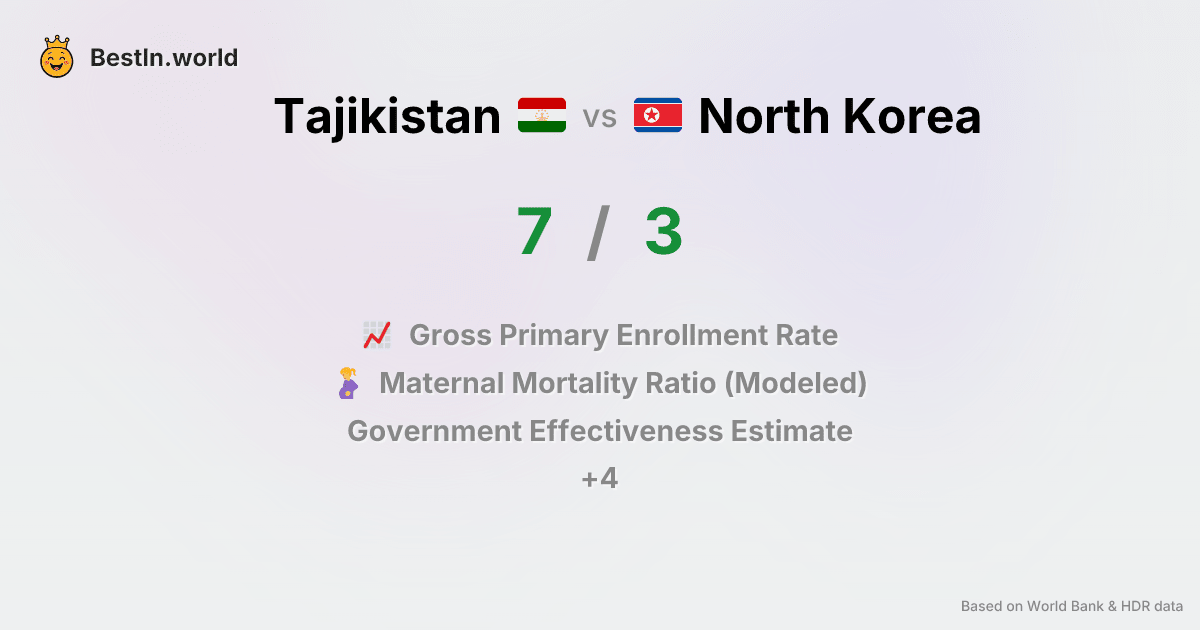 BestIn.world
Tajikistan vs North Korea
7 / 3
Gross Primary Enrollment Rate
Maternal Mortality Ratio (Modeled)
Government Effectiveness Estimate
+4
Based on World Bank & HDR data